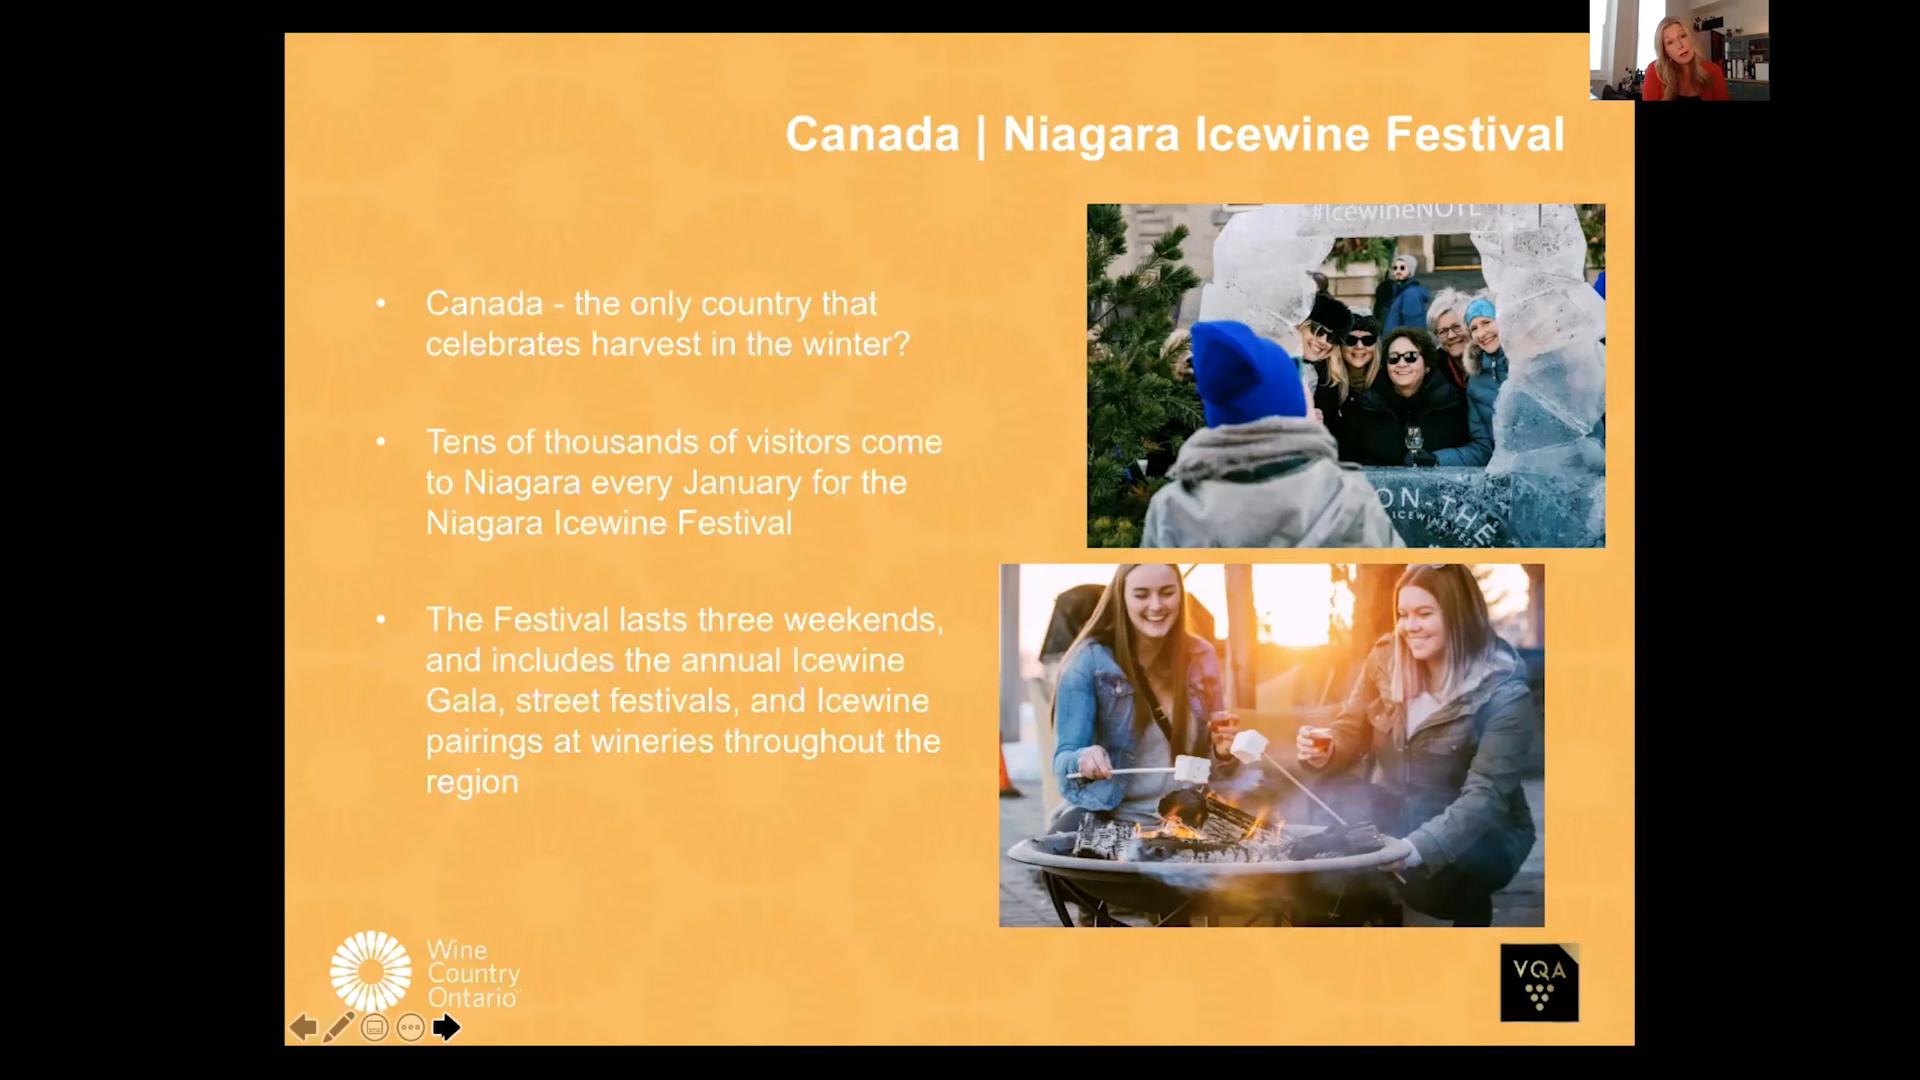 Canada | Niagara Icewine Festival
#IcewineNOTL
• Canada - the only country that
celebrates harvest in the winter?
• Tens of thousands of visitors come
to Niagara every January for the
Niagara Icewine Festival
• The Festival lasts three weekends,
and includes the annual Icewine
Gala, street festivals, and Icewine
pairings at wineries throughout the
region
ON-THE
Wine
Country
Ontario
VQA